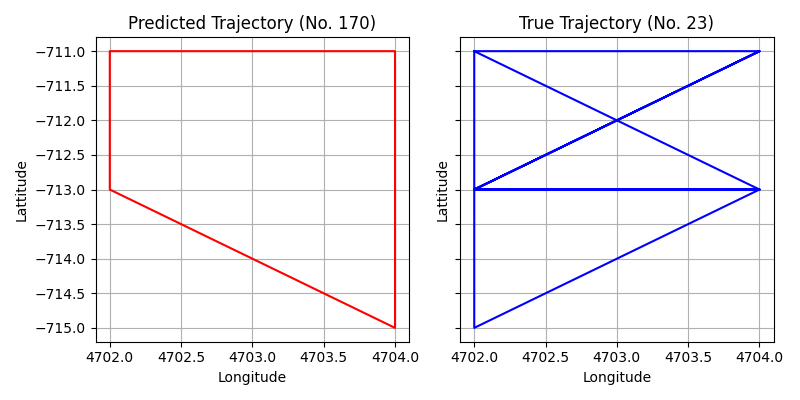 Predicted Trajectory (No. 170)
−711.0
−711.5
−712.0
−712.5
−713.0
−713.5
−714.0
−714.5
−715.0
Lattitude
4702.0 4702.5 4703.0 4703.5 4704.0
Longitude
True Trajectory (No. 23)
Lattitude
4702.0 4702.5 4703.0 4703.5 4704.0
Longitude